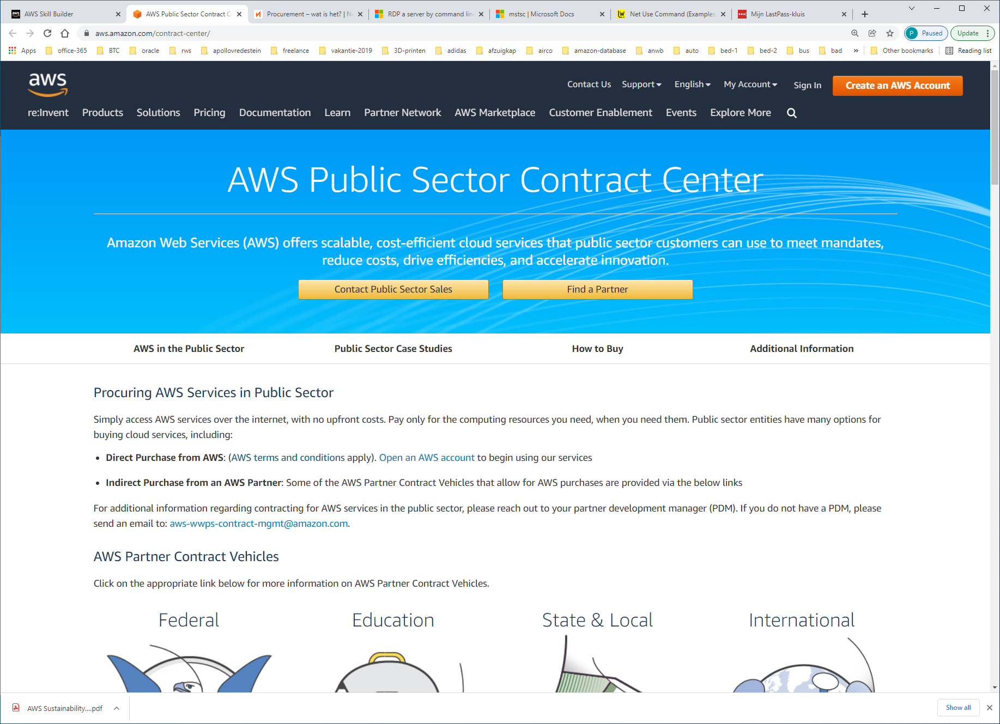 AWS Skill Builder
AWS Public Sector Contract C
Procurement – wat is het? | N
RDP a server by command lin
mstsc | Microsoft Docs
Net Use Command (Examples,
Mijn LastPass-kluis
aws.amazon.com/contract-center/
P Paused
Update
Apps office-365 BTC oracle rws apollovredestein freelance vakantie-2019 3D-printen adidas afzuigkap airco amazon-database anwb auto bed-1 bed-2 bus bad » Other bookmarks Reading list
aws
Contact Us Support English My Account Sign In Create an AWS Account
re:Invent Products Solutions Pricing Documentation Learn Partner Network AWS Marketplace Customer Enablement Events Explore More
AWS Public Sector Contract Center
Amazon Web Services (AWS) offers scalable, cost-efficient cloud services that public sector customers can use to meet mandates,
reduce costs, drive efficiencies, and accelerate innovation.
Contact Public Sector Sales Find a Partner
AWS in the Public Sector Public Sector Case Studies How to Buy Additional Information
Procuring AWS Services in Public Sector
Simply access AWS services over the internet, with no upfront costs. Pay only for the computing resources you need, when you need them. Public sector entities have many options for
buying cloud services, including:
• Direct Purchase from AWS: (AWS terms and conditions apply). Open an AWS account to begin using our services
• Indirect Purchase from an AWS Partner: Some of the AWS Partner Contract Vehicles that allow for AWS purchases are provided via the below links
For additional information regarding contracting for AWS services in the public sector, please reach out to your partner development manager (PDM). If you do not have a PDM, please
send an email to: aws-wwps-contract-mgmt@amazon.com.
AWS Partner Contract Vehicles
Click on the appropriate link below for more information on AWS Partner Contract Vehicles.
Federal Education State & Local International
AWS Sustainability....pdf
Show all